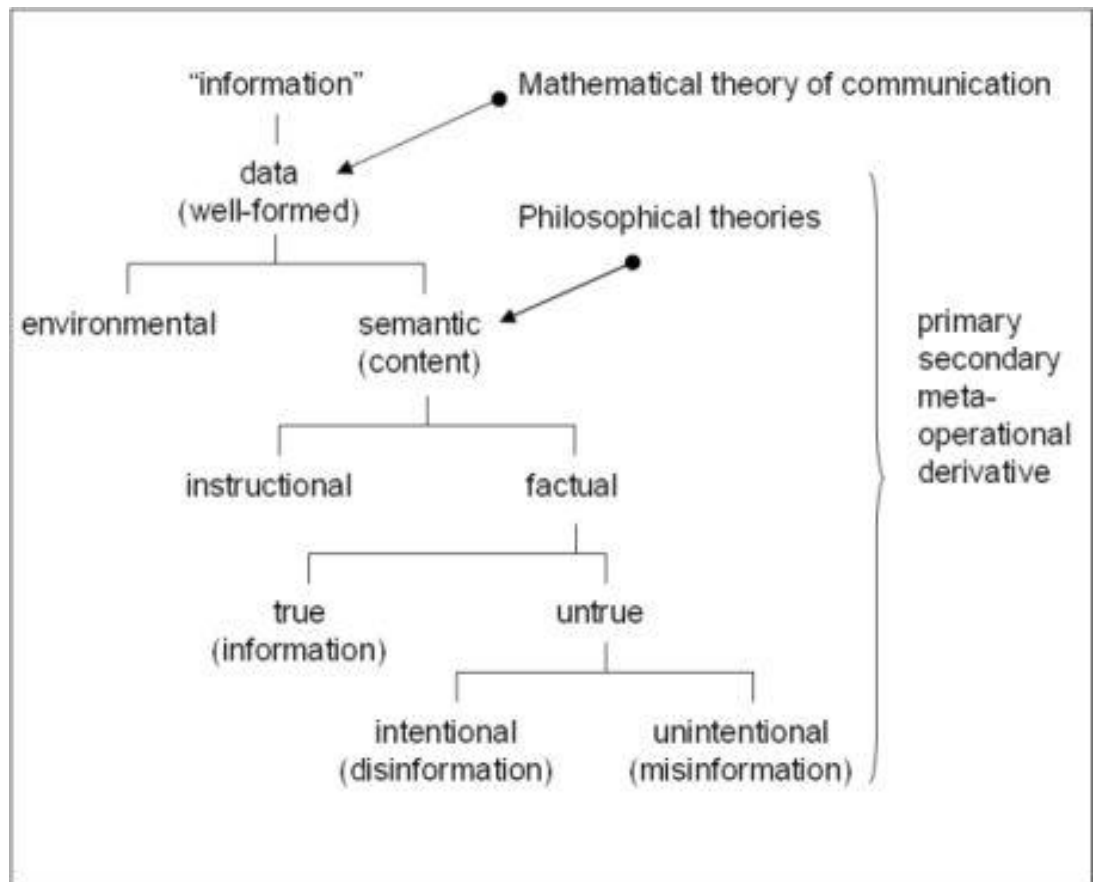 “information”
Mathematical theory of communication
data
(well-formed)
Philosophical theories
environmental
semantic
(content)
primary
secondary
meta-
operational
derivative
instructional
factual
true
(information)
untrue
intentional
(disinformation)
unintentional
(misinformation)